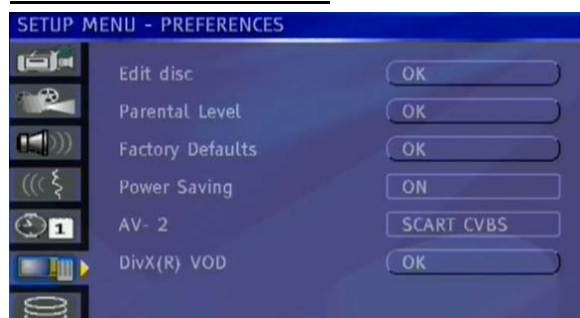 SETUP MENU - PREFERENCES
Edit disc OK
Parental Level OK
Factory Defaults OK
Power Saving ON
1
AV- 2 SCART CVBS
DivX(R) VOD OK